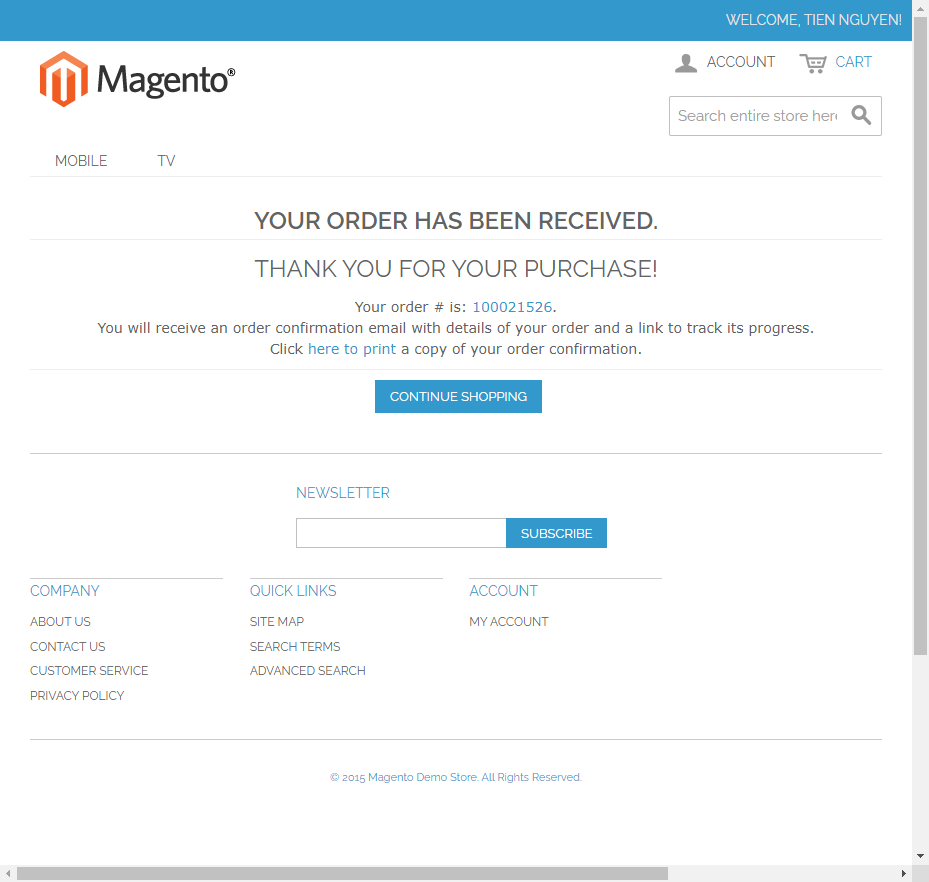 WELCOME, TIEN NGUYEN!
Magento®
ACCOUNT
CART
Search entire store here
MOBILE
TV
YOUR ORDER HAS BEEN RECEIVED.
THANK YOU FOR YOUR PURCHASE!
Your order # is: 100021526.
You will receive an order confirmation email with details of your order and a link to track its progress.
Click here to print a copy of your order confirmation.
CONTINUE SHOPPING
NEWSLETTER
SUBSCRIBE
COMPANY
ABOUT US
CONTACT US
CUSTOMER SERVICE
PRIVACY POLICY
QUICK LINKS
SITE MAP
SEARCH TERMS
ADVANCED SEARCH
ACCOUNT
MY ACCOUNT
© 2015 Magento Demo Store. All Rights Reserved.